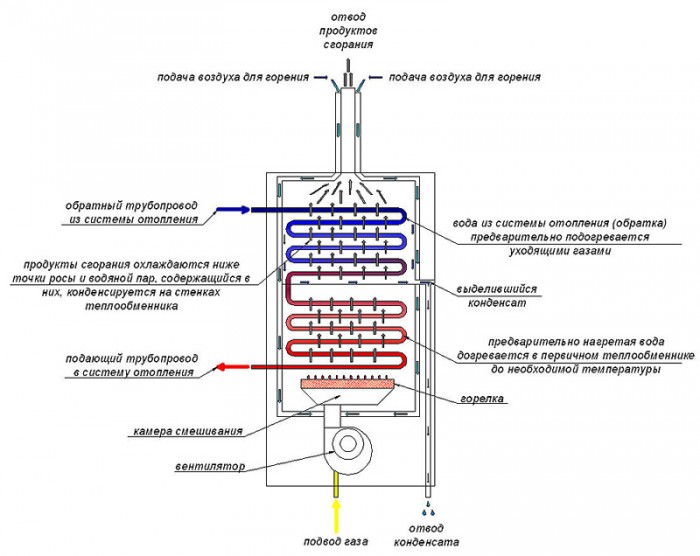 отвод
продуктов
сгорания
подача воздуха для горения
подача воздуха для горения
обратный трубопровод
из системы отопления
вода из системы отопления (обратка)
предварительно подогревается
уходящими газами
продукты сгорания охлаждаются ниже
точки росы и водяной пар, содержащийся в
них, конденсируется на стенках
теплообменника
выделившийся
конденсат
предварительно нагретая вода
догревается в первичном теплообменнике
до необходимой температуры
подающий трубопровод
в систему отопления
горелка
камера смешивания
вентилятор
подвод газа
отвод
конденсата